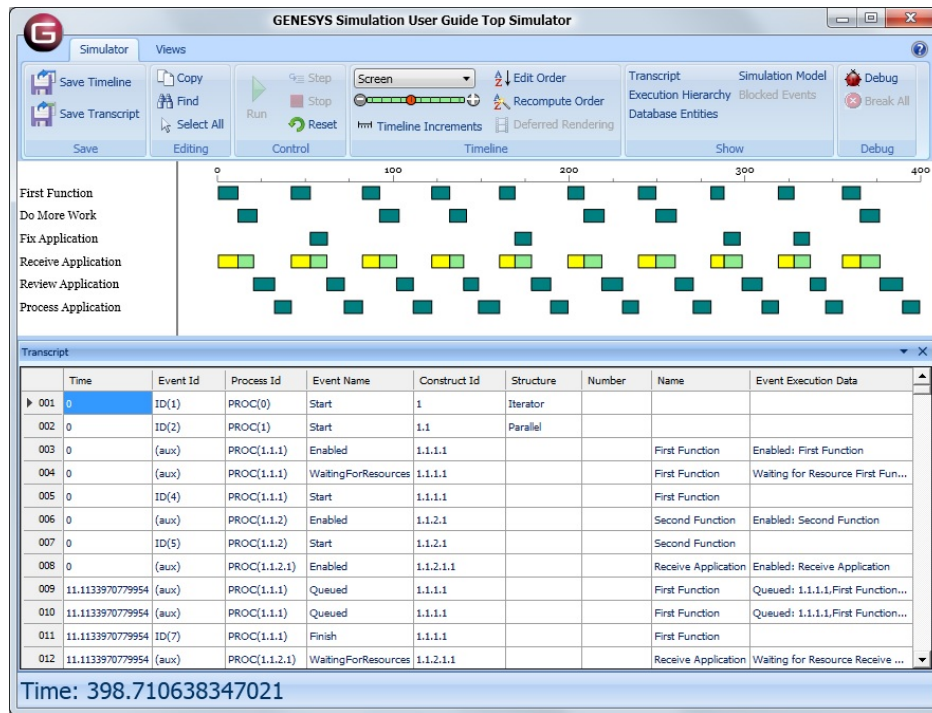 GENESYS Simulation User Guide Top Simulator
G
Simulator Views
Save Timeline
Save Transcript
Save
Copy
Find
Select All
Editing
Run
Step
Stop
Reset
Control
Screen
Timeline Increments
Edit Order
Recompute Order
Deferred Rendering
Timeline
Transcript Simulation Model
Execution Hierarchy Blocked Events
Database Entities
Show
Debug
Break All
Debug
0 100 200 300 400
First Function
Do More Work
Fix Application
Receive Application
Review Application
Process Application
Transcript
Time Event Id Process Id Event Name Construct Id Structure Number Name Event Execution Data
001 0 ID(1) PROC(0) Start 1 Iterator
002 0 ID(2) PROC(1) Start 1.1 Parallel
003 0 (aux) PROC(1.1.1) Enabled 1.1.1.1 First Function Enabled: First Function
004 0 (aux) PROC(1.1.1) WaitingForResources 1.1.1.1 First Function Waiting for Resource First Fun...
005 0 ID(4) PROC(1.1.1) Start 1.1.1.1 First Function
006 0 (aux) PROC(1.1.2) Enabled 1.1.2.1 Second Function Enabled: Second Function
007 0 ID(5) PROC(1.1.2) Start 1.1.2.1 Second Function
008 0 (aux) PROC(1.1.2.1) Enabled 1.1.2.1.1 Receive Application Enabled: Receive Application
009 11.1133970779954 (aux) PROC(1.1.1) Queued 1.1.1.1 Queued: 1.1.1.1,First Function...
010 11.1133970779954 (aux) PROC(1.1.1) Queued 1.1.1.1 Queued: 1.1.1.1,First Function...
011 11.1133970779954 ID(7) PROC(1.1.1) Finish 1.1.1.1 First Function
012 11.1133970779954 (aux) PROC(1.1.2.1) WaitingForResources 1.1.2.1.1 Receive Application Waiting for Resource Receive ...
Time: 398.710638347021